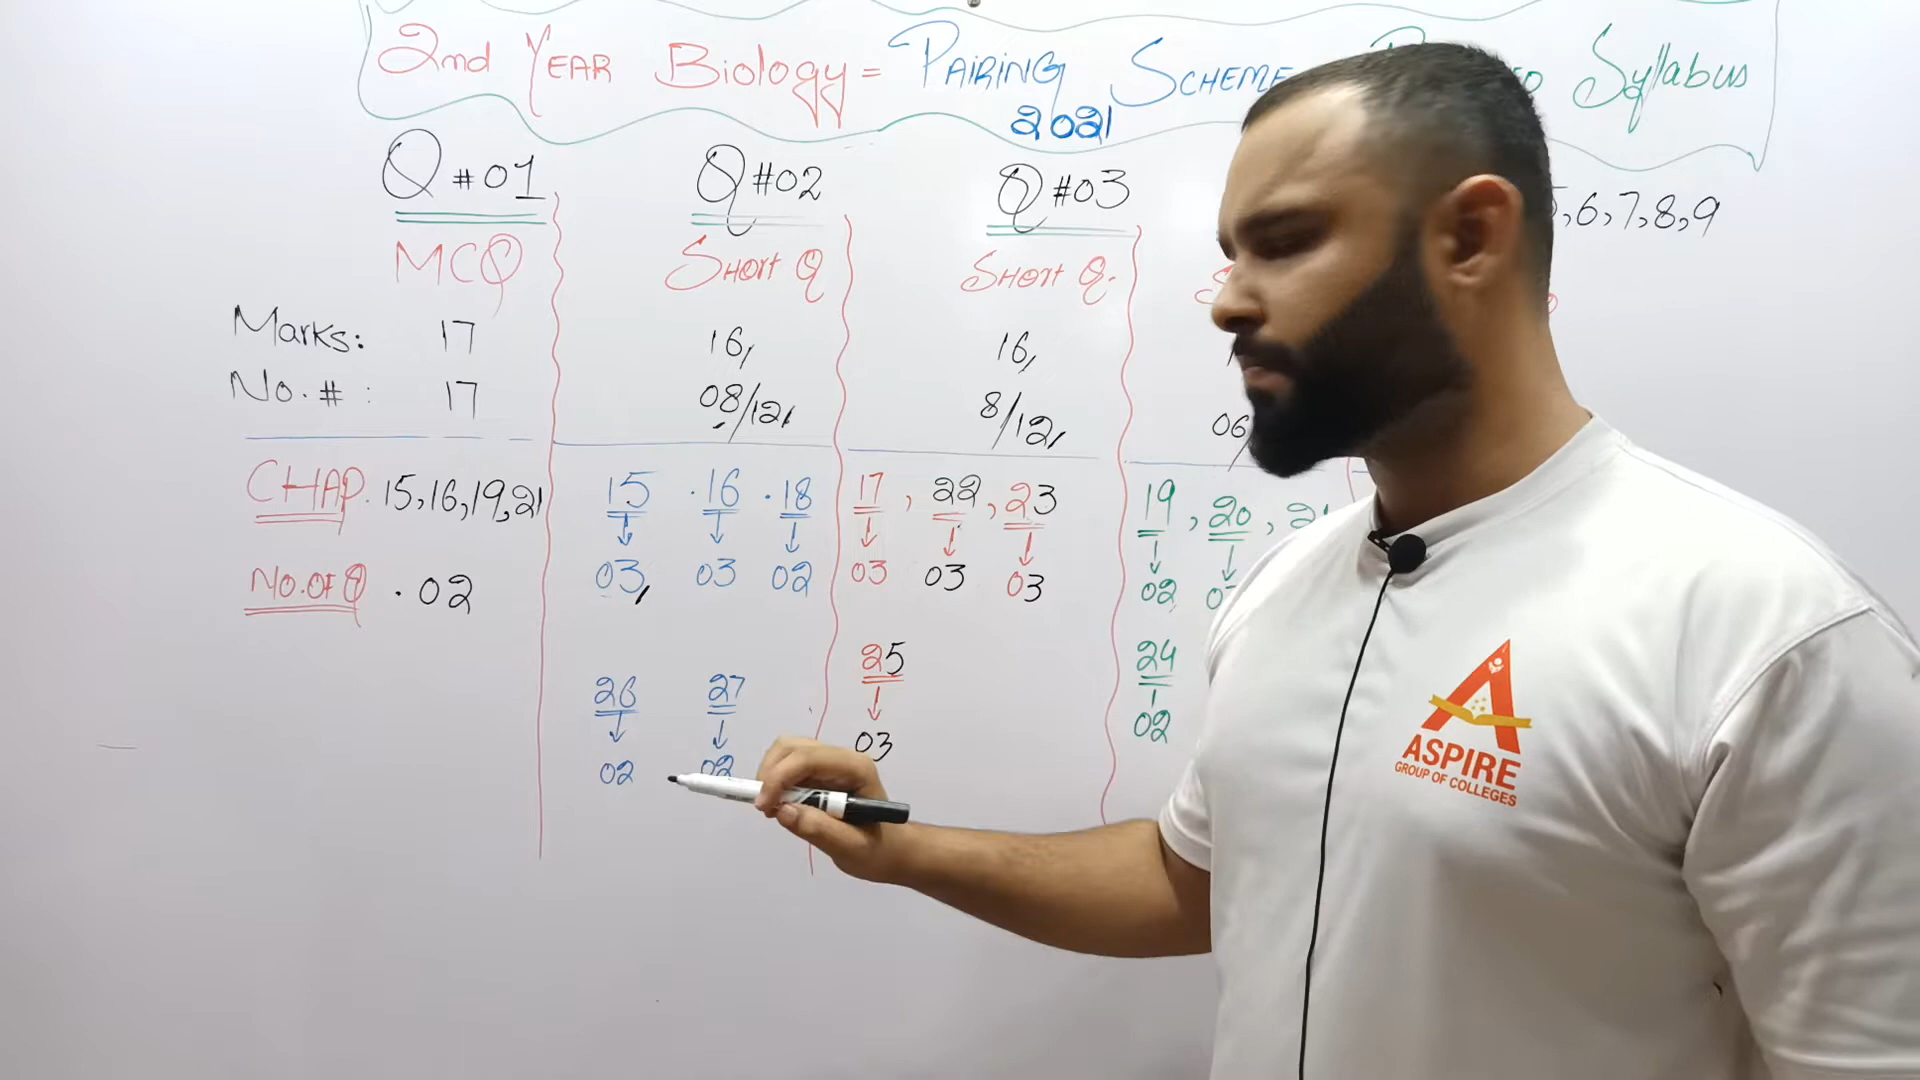 2nd YEAR Biology = PAIRING SCHEME Syllabus
2021
Q #01 Q #02 Q #03 ,6,7,8,9
MCQ SHORT Q SHORT Q.
Marks: 17 16, 16,
No. # : 17 08/12, 8/12, 06/
CHAP. 15,16,19,21 15 .16 .18 17, 22, 23 19, 20,
NO. OF Q .02 03, 03 02 03 03 03 02
26 27 25 24
02 02 03 02
ASPIRE
GROUP OF COLLEGES